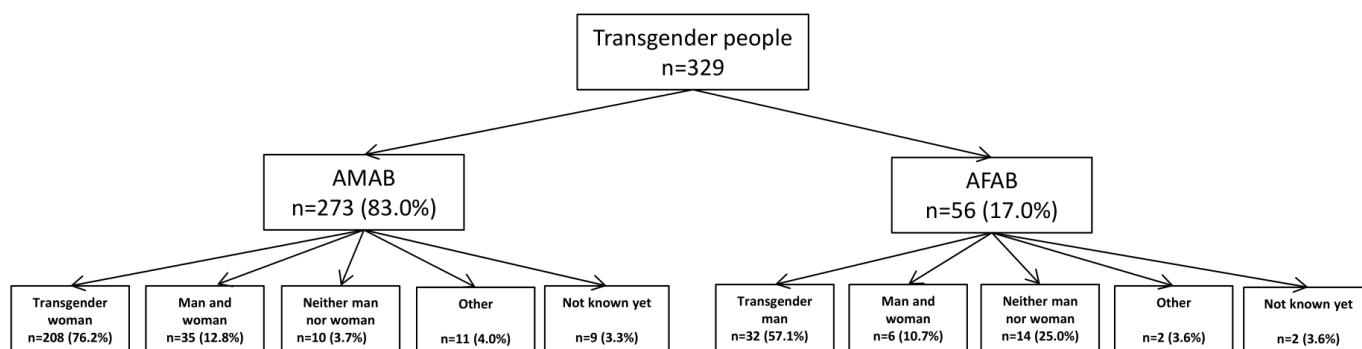 Transgender people
n=329
AMAB
n=273 (83.0%)
AFAB
n=56 (17.0%)
Transgender
woman
n=208 (76.2%)
Man and
woman
n=35 (12.8%)
Neither man
nor woman
n=10 (3.7%)
Other
n=11 (4.0%)
Not known yet
n=9 (3.3%)
Transgender
man
n=32 (57.1%)
Man and
woman
n=6 (10.7%)
Neither man
nor woman
n=14 (25.0%)
Other
n=2 (3.6%)
Not known yet
n=2 (3.6%)